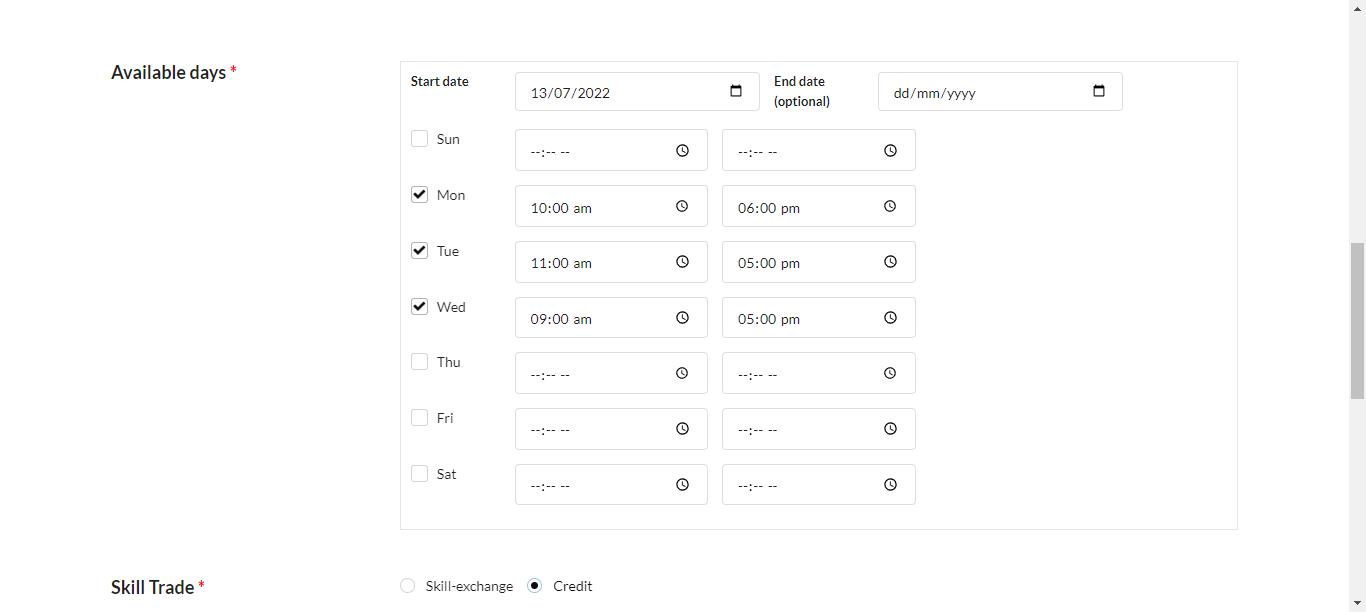 Available days *
Start date 13/07/2022 End date dd/mm/yyyy
(optional)
Sun --:-- -- --:-- --
Mon 10:00 am 06:00 pm
Tue 11:00 am 05:00 pm
Wed 09:00 am 05:00 pm
Thu --:-- -- --:-- --
Fri --:-- -- --:-- --
Sat --:-- -- --:-- --
Skill Trade * Skill-exchange Credit